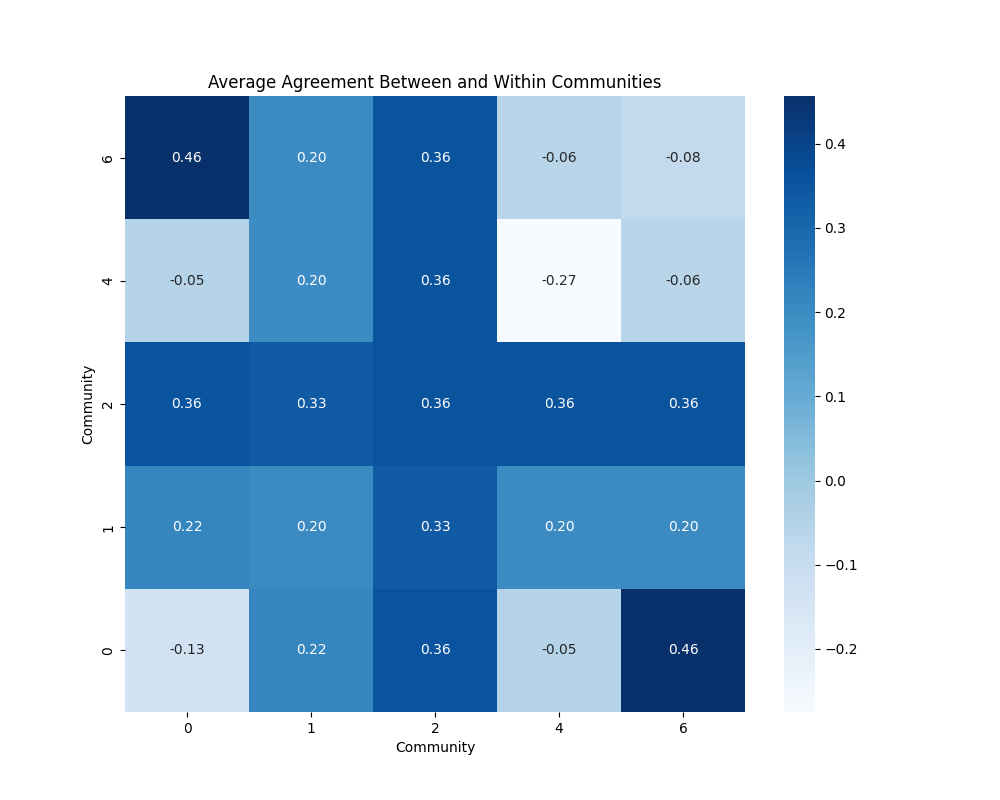 Average Agreement Between and Within Communities
6 0.46 0.20 0.36 -0.06 -0.08
4 -0.05 0.20 0.36 -0.27 -0.06
2 0.36 0.33 0.36 0.36 0.36
1 0.22 0.20 0.33 0.20 0.20
0 -0.13 0.22 0.36 -0.05 0.46
0 1 2 4 6
Community
Community
0.4
0.3
0.2
0.1
0.0
−0.1
−0.2